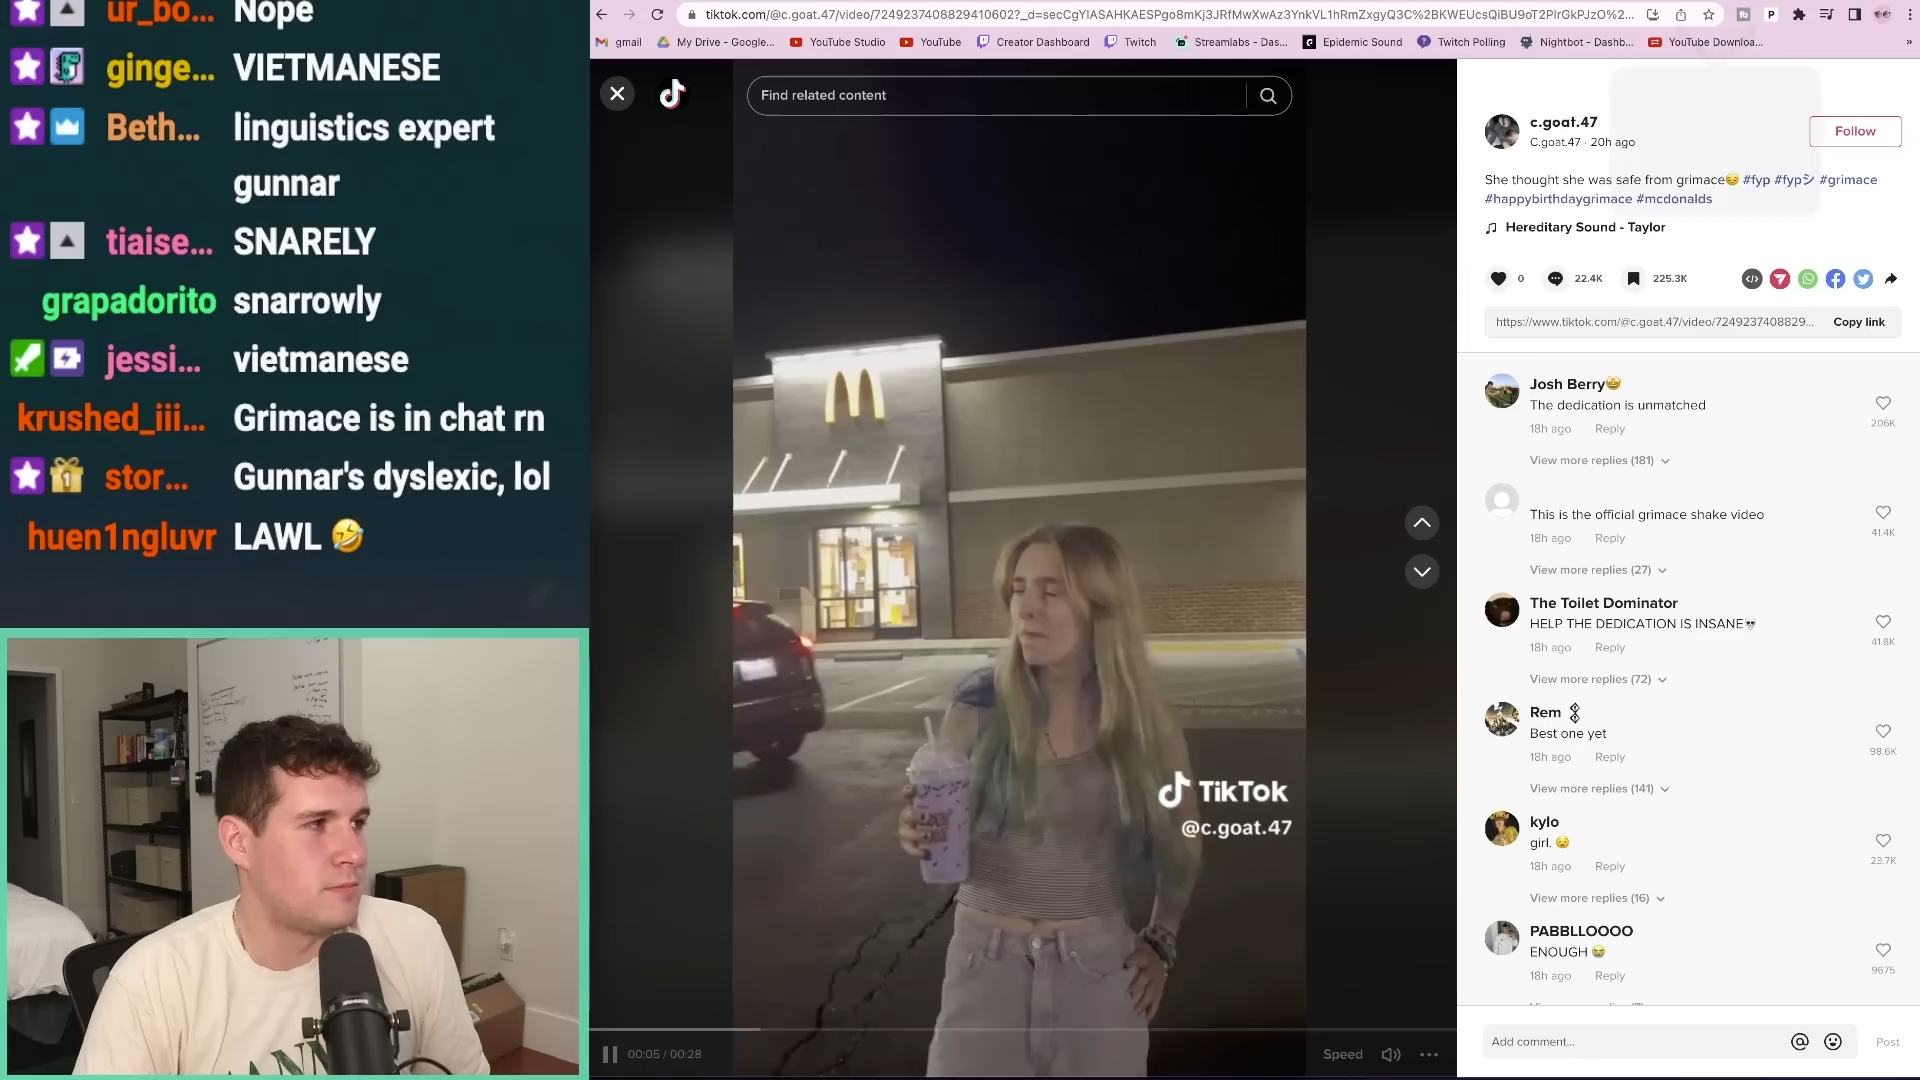 ur_bo... Nope
ginge... VIETMANESE
Beth... linguistics expert
gunnar
tiaise... SNARELY
grapadorito snarrowly
jessi... vietmanese
krushed_iii... Grimace is in chat rn
stor... Gunnar's dyslexic, lol
huen1ngluvr LAWL 🤣
tiktok.com/@c.goat.47/video/7249237408829410602?_d=secCgYIASAHKAESPgo8mKj3JRfMwXwAz3YnkVL1hRmZxgyQ3C%2BKWEUcsQiBU9oT2PIrGkPJzO%2...
gmail My Drive - Google... YouTube Studio YouTube Creator Dashboard Twitch Streamlabs - Das... Epidemic Sound Twitch Polling Nightbot - Dashb... YouTube Downloa... »
Find related content
TikTok
@c.goat.47
00:05 / 00:28
Speed
c.goat.47
C.goat.47 · 20h ago
Follow
She thought she was safe from grimace😔 #fyp #fypシ #grimace
#happybirthdaygrimace #mcdonalds
Hereditary Sound - Taylor
0 22.4K 225.3K
https://www.tiktok.com/@c.goat.47/video/7249237408829... Copy link
Josh Berry🤩
The dedication is unmatched
18h ago Reply
206K
View more replies (181)
This is the official grimace shake video
18h ago Reply
41.4K
View more replies (27)
The Toilet Dominator
HELP THE DEDICATION IS INSANE💀
18h ago Reply
41.8K
View more replies (72)
Rem
Best one yet
18h ago Reply
98.6K
View more replies (141)
kylo
girl. 😔
18h ago Reply
23.7K
View more replies (16)
PABBLLOOOO
ENOUGH 😭
18h ago Reply
9675
Add comment...
Post